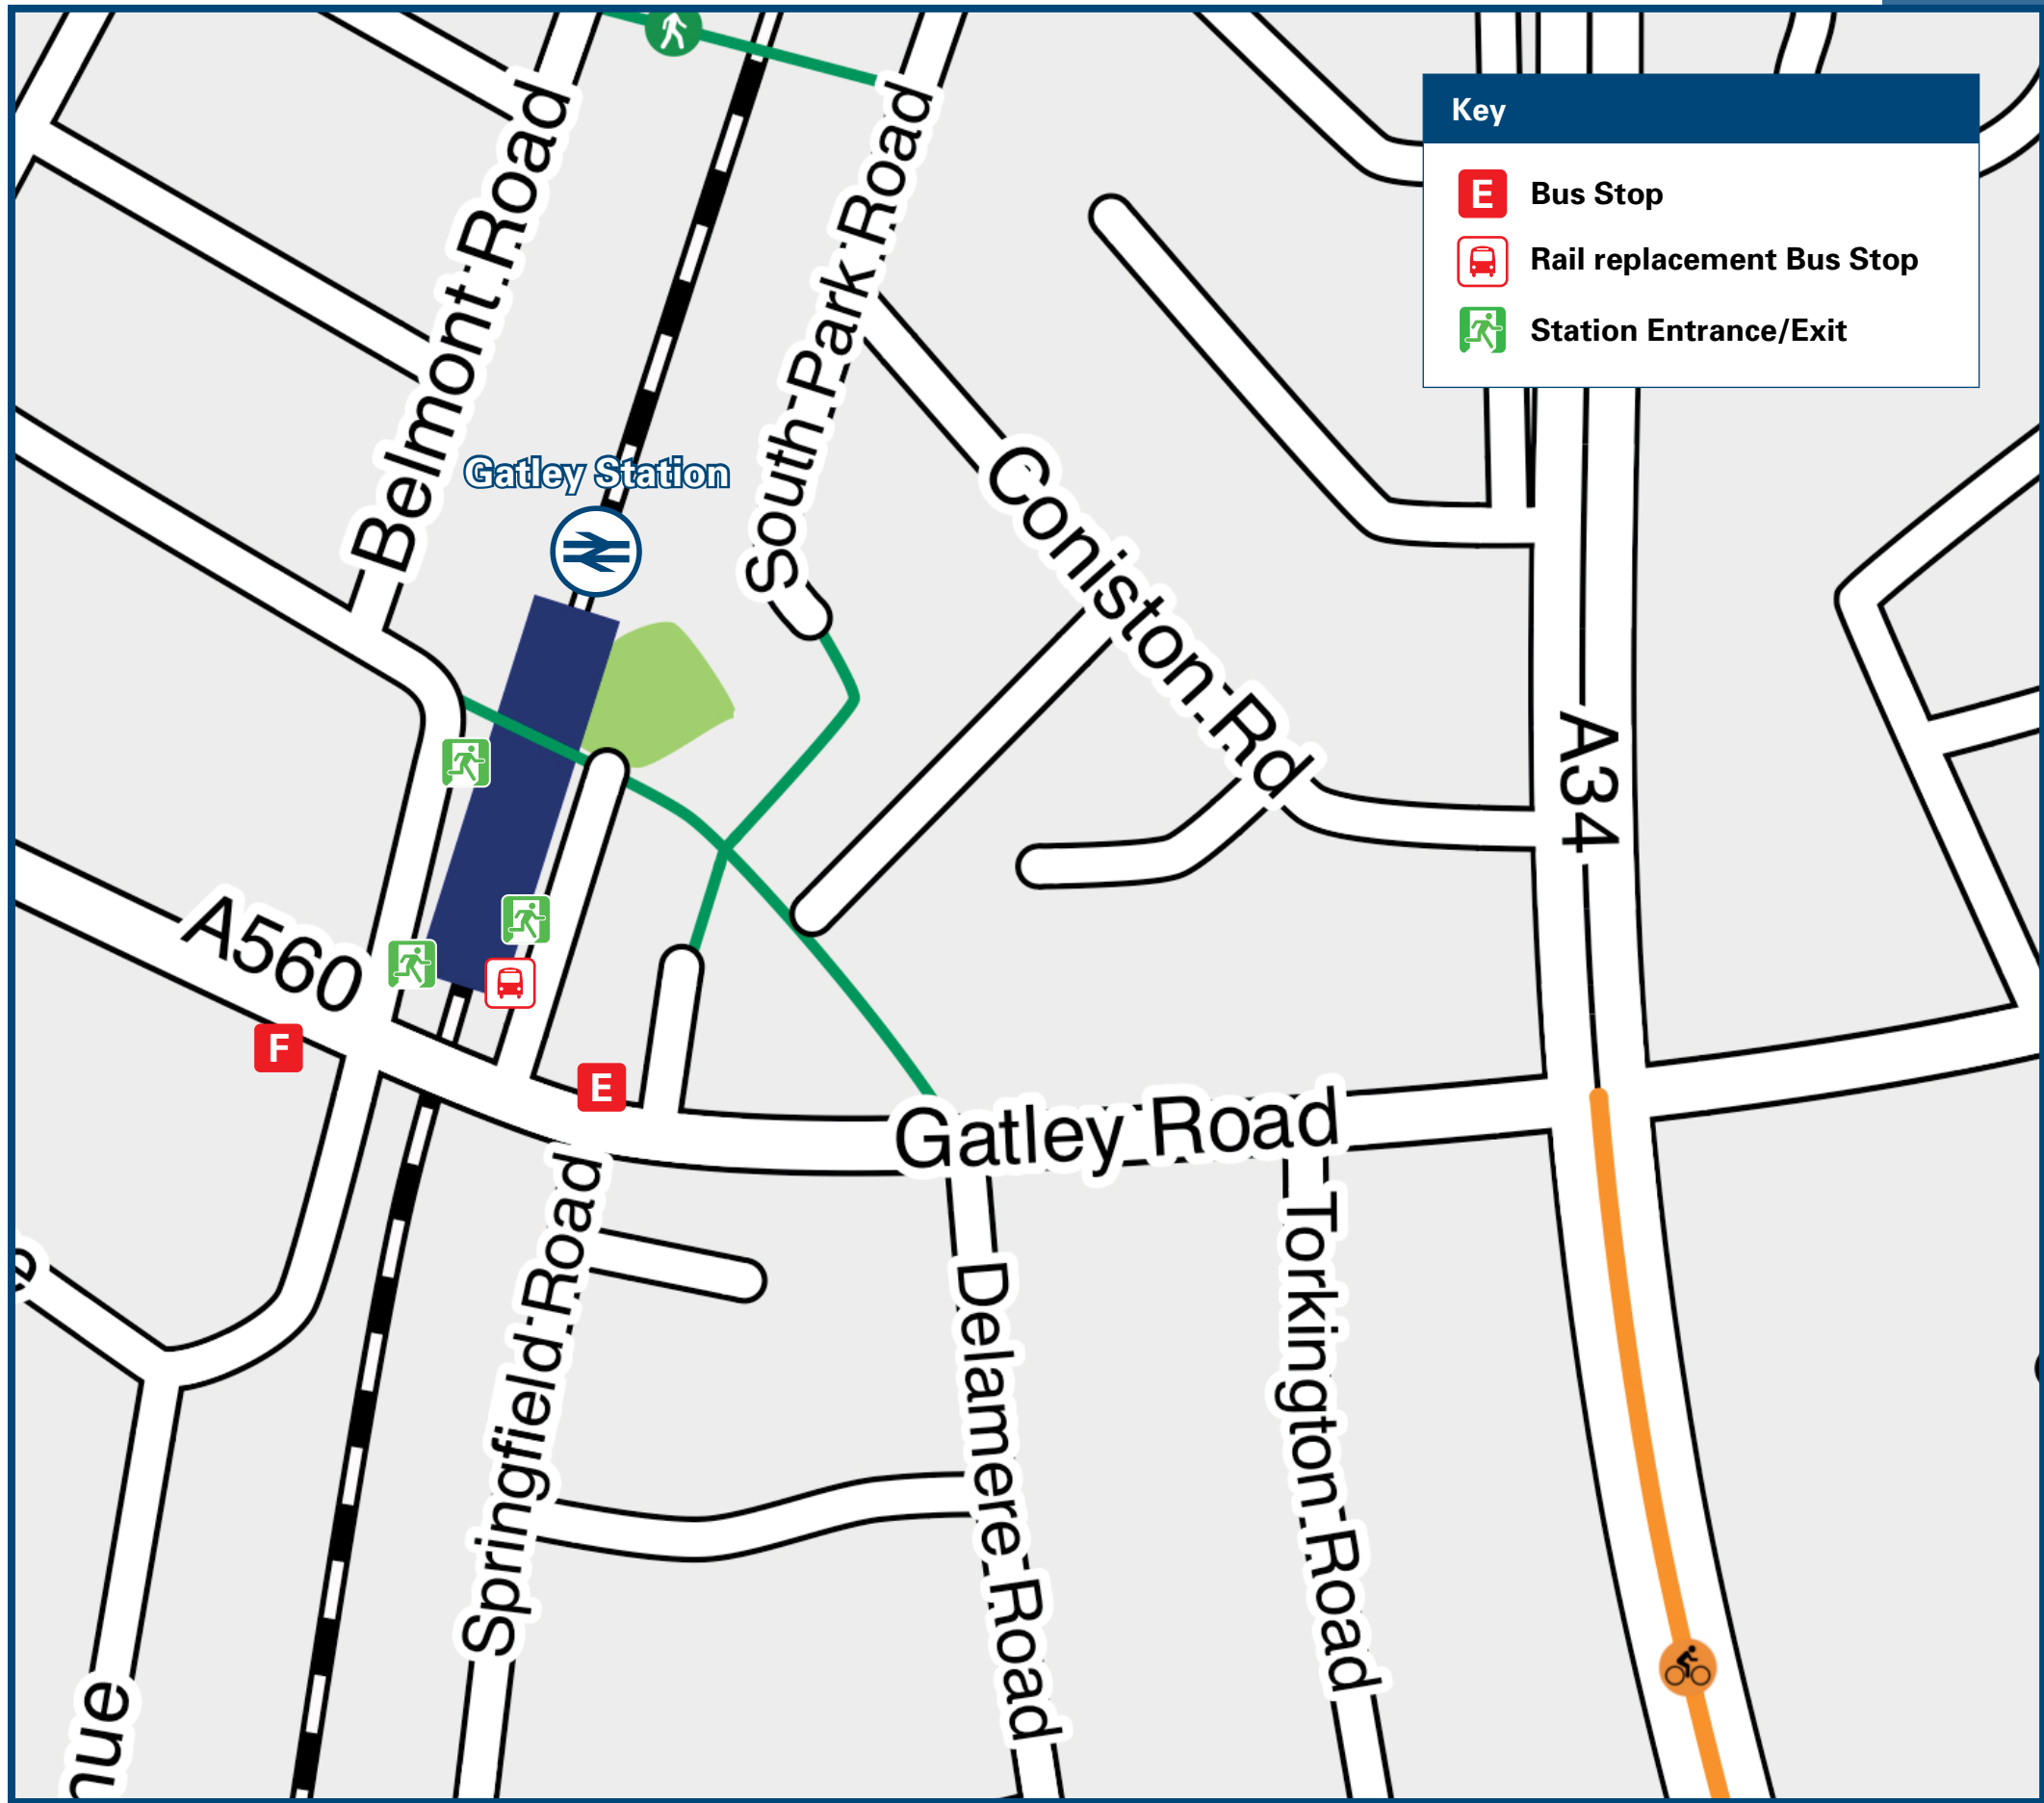 Key
E Bus Stop
Rail replacement Bus Stop
Station Entrance/Exit
Belmont Road
South Park Road
Gatley Station
Coniston Rd
A34
A560
F
E
Gatley Road
Springfield Road
Delamere Road
Torkington Road
e
nue